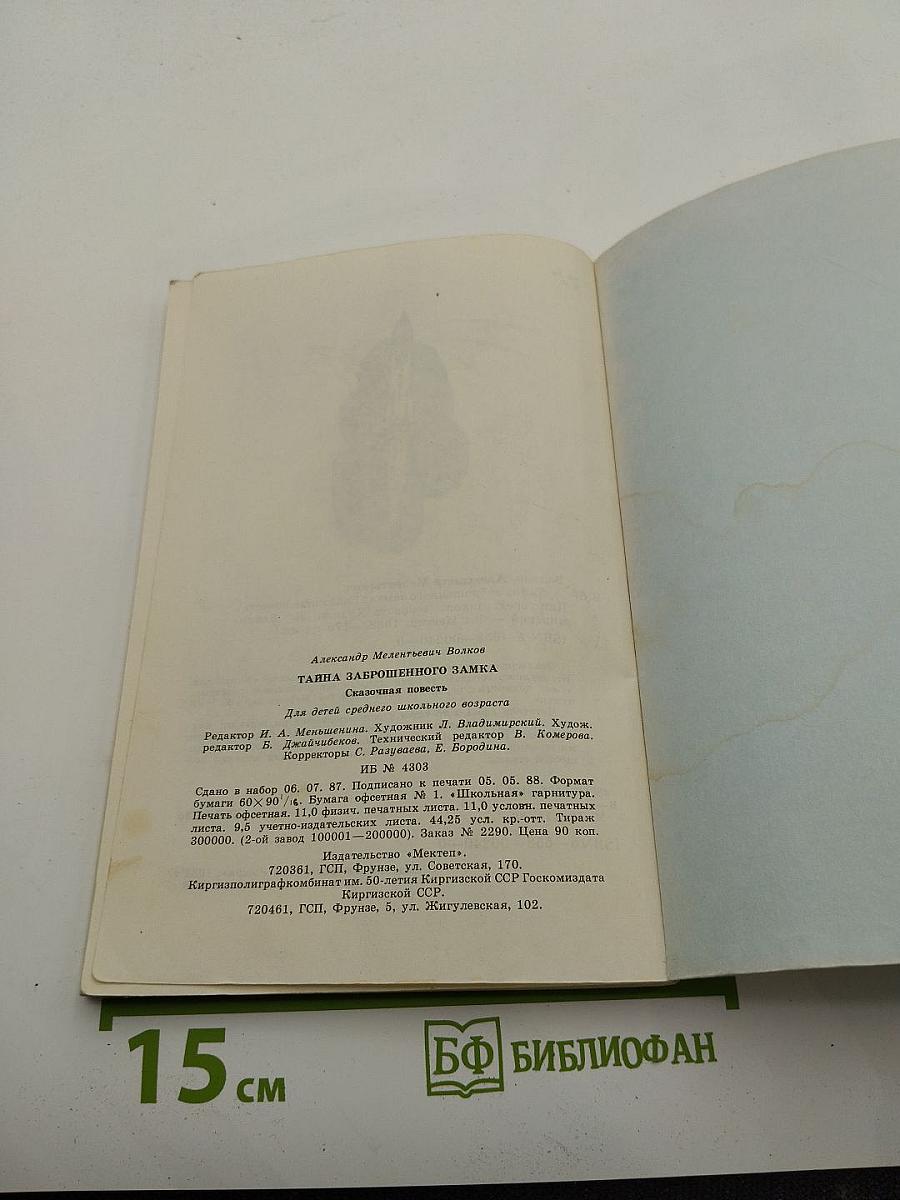 Александр Мелентьевич Волков
ТАЙНА ЗАБРОШЕННОГО ЗАМКА
Сказочная повесть
Для детей среднего школьного возраста
Редактор И. А. Меньшенина. Художник Л. Владимирский. Худож.
редактор Б. Джайчибеков. Технический редактор В. Комерова.
Корректоры С. Разуваева, Е. Бородина.
ИБ № 4303
Сдано в набор 06. 07. 87. Подписано к печати 05. 05. 88. Формат
бумаги 60×90 1/16. Бумага офсетная № 1. «Школьная» гарнитура.
Печать офсетная. 11,0 физич. печатных листа. 11,0 условн. печатных
листа. 9,5 учетно-издательских листа. 44,25 усл. кр.-отт. Тираж
300000. (2-ой завод 100001—200000). Заказ № 2290. Цена 90 коп.
Издательство «Мектеп».
720361, ГСП, Фрунзе, ул. Советская, 170.
Киргизполиграфкомбинат им. 50-летия Киргизской ССР Госкомиздата
Киргизской ССР.
720461, ГСП, Фрунзе, 5, ул. Жигулевская, 102.
15 см
БФ БИБЛИОФАН